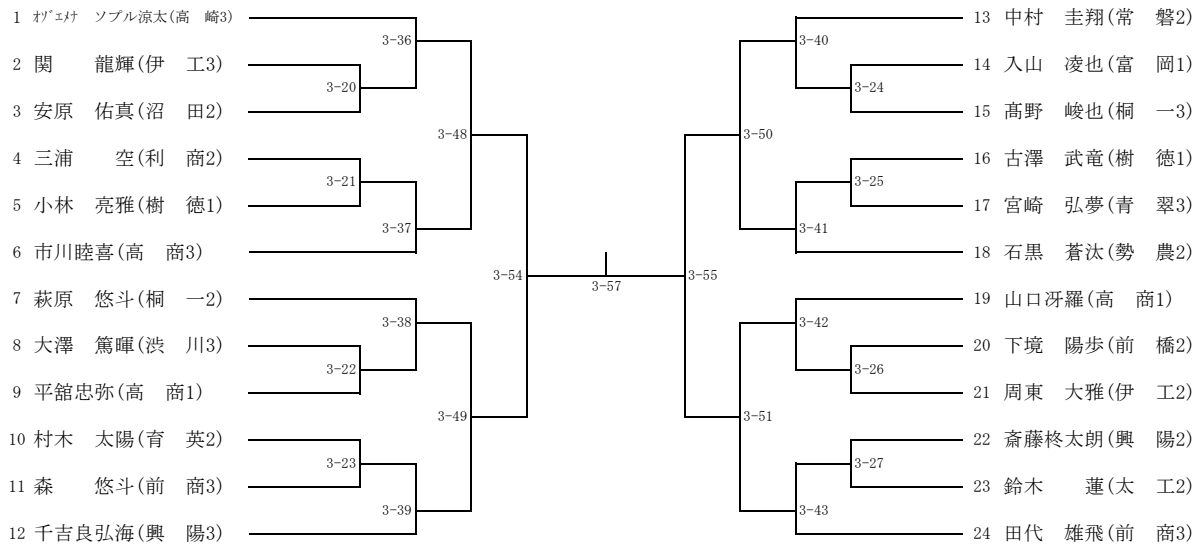 1 ｵｼﾞｴﾒﾅ ソプル涼太(高 崎3)
3-36
2 関 龍輝(伊 工3)
3-20
3 安原 佑真(沼 田2)
3-48
4 三浦 空(利 商2)
3-21
5 小林 亮雅(樹 徳1)
3-37
6 市川睦喜(高 商3)
3-54
7 萩原 悠斗(桐 一2)
3-38
8 大澤 篤暉(渋 川3)
3-22
9 平舘忠弥(高 商1)
3-49
10 村木 太陽(育 英2)
3-23
11 森 悠斗(前 商3)
3-39
12 千吉良弘海(興 陽3)
3-57
13 中村 圭翔(常 磐2)
3-40
14 入山 凌也(富 岡1)
3-24
15 髙野 峻也(桐 一3)
3-50
16 古澤 武竜(樹 徳1)
3-25
17 宮崎 弘夢(青 翠3)
3-41
18 石黒 蒼汰(勢 農2)
3-55
19 山口冴羅(高 商1)
3-42
20 下境 陽歩(前 橋2)
3-26
21 周東 大雅(伊 工2)
3-51
22 斎藤柊太朗(興 陽2)
3-27
23 鈴木 蓮(太 工2)
3-43
24 田代 雄飛(前 商3)